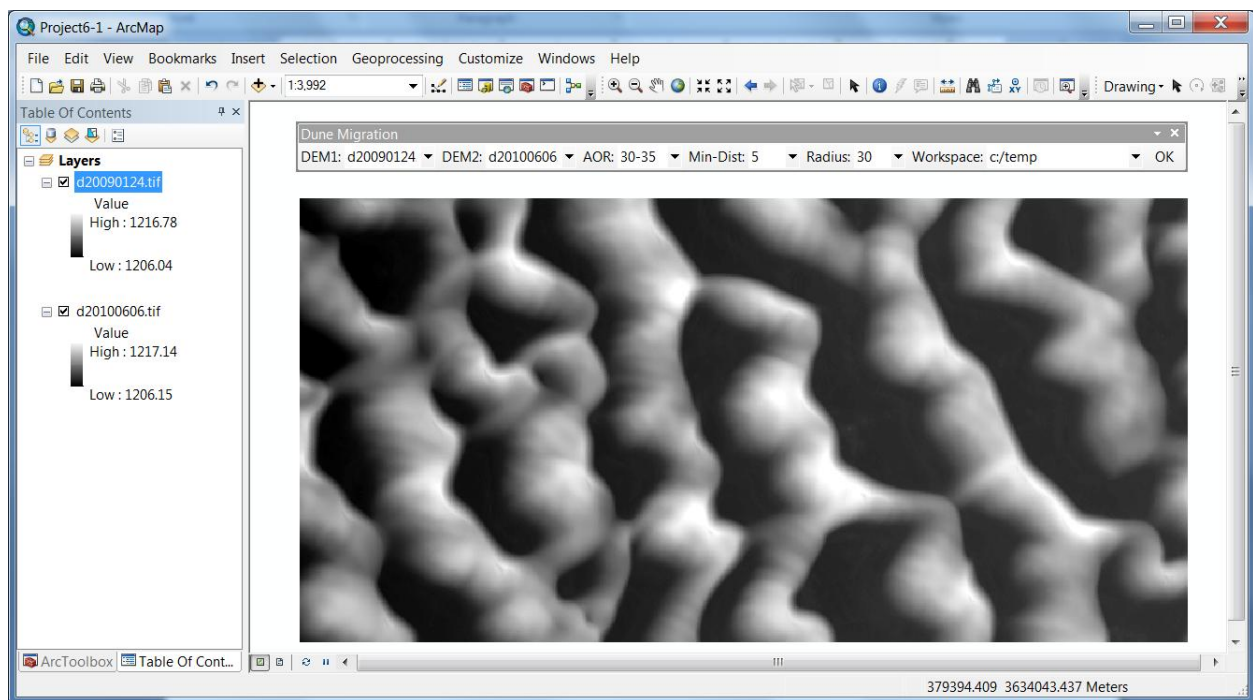 Project6-1 - ArcMap
File Edit View Bookmarks Insert Selection Geoprocessing Customize Windows Help
1:3,992
Drawing
Table Of Contents
Layers
d20090124.tif
Value
High : 1216.78
Low : 1206.04
d20100606.tif
Value
High : 1217.14
Low : 1206.15
Dune Migration
DEM1: d20090124 DEM2: d20100606 AOR: 30-35 Min-Dist: 5 Radius: 30 Workspace: c:/temp OK
ArcToolbox Table Of Cont...
379394.409 3634043.437 Meters